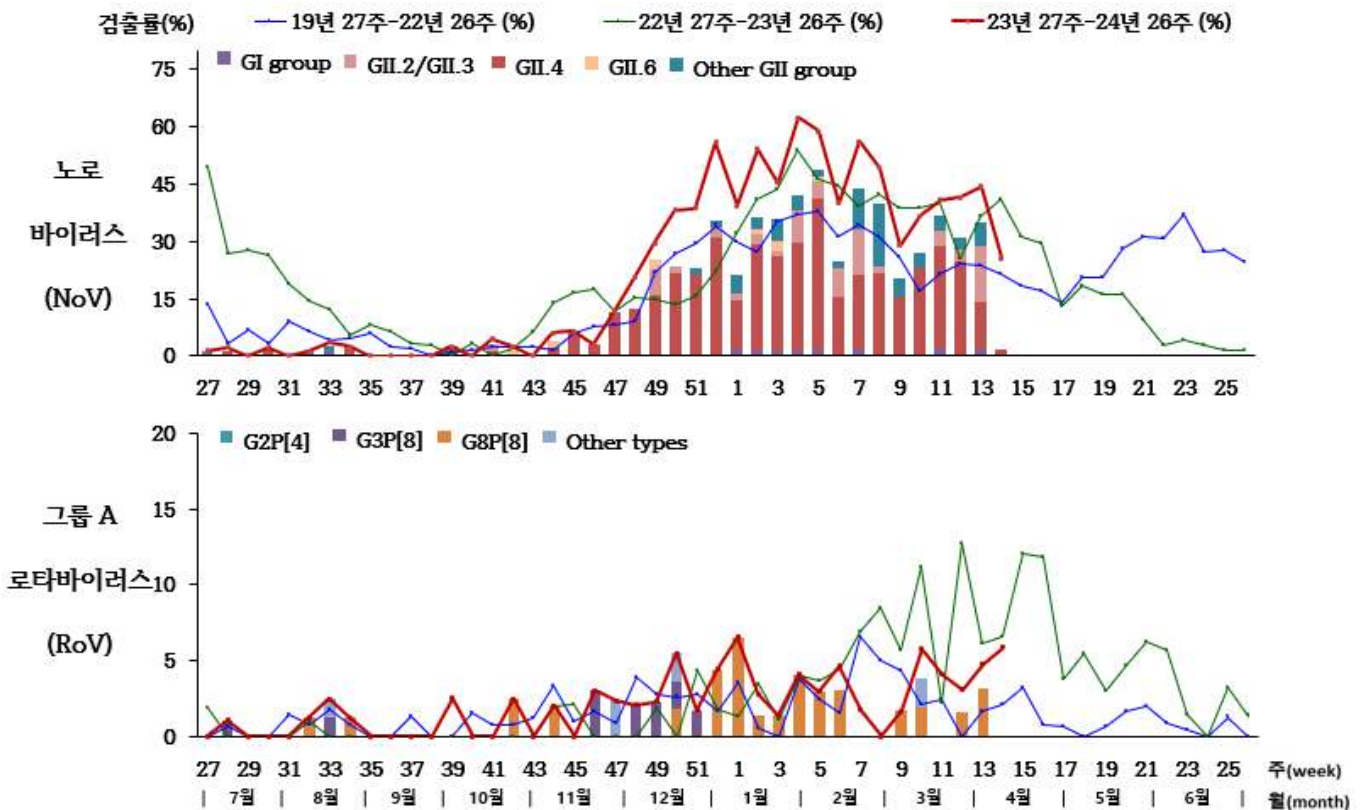 검출률(%) 19년 27주-22년 26주 (%) 22년 27주-23년 26주 (%) 23년 27주-24년 26주 (%)
GI group GII.2/GII.3 GII.4 GII.6 Other GII group
75
60
45
30
15
0
노로
바이러스
(NoV)
27 29 31 33 35 37 39 41 43 45 47 49 51 1 3 5 7 9 11 13 15 17 19 21 23 25
G2P[4] G3P[8] G8P[8] Other types
20
15
10
5
0
그룹 A
로타바이러스
(RoV)
27 29 31 33 35 37 39 41 43 45 47 49 51 1 3 5 7 9 11 13 15 17 19 21 23 25 주(week)
| 7월 | 8월 | 9월 | 10월 | 11월 | 12월 | 1월 | 2월 | 3월 | 4월 | 5월 | 6월 | 월(month)